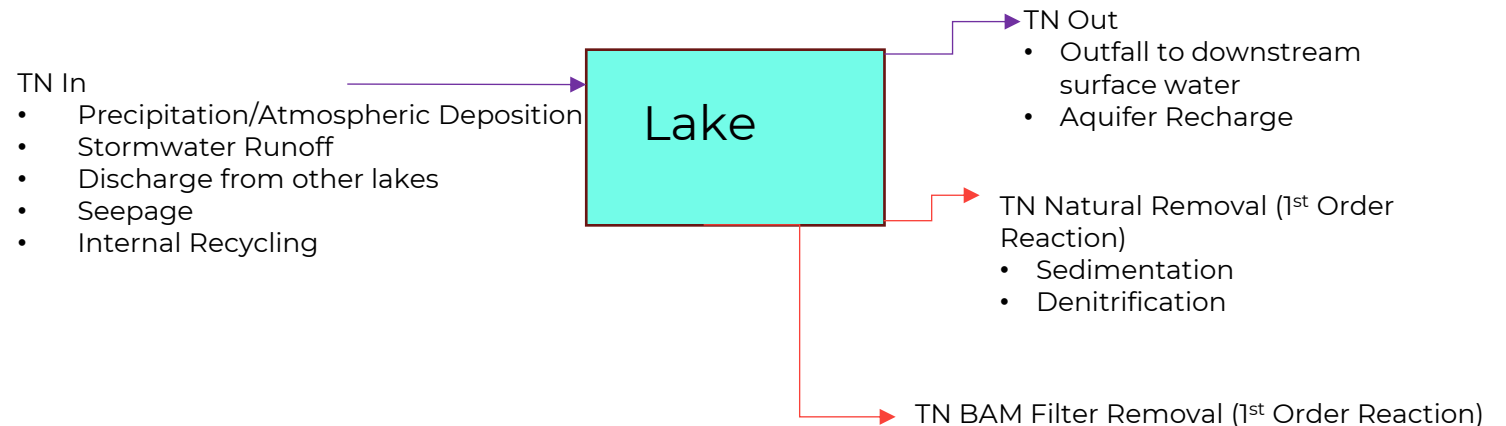 TN In
• Precipitation/Atmospheric Deposition
• Stormwater Runoff
• Discharge from other lakes
• Seepage
• Internal Recycling
Lake
TN Out
• Outfall to downstream
surface water
• Aquifer Recharge
TN Natural Removal (1st Order
Reaction)
• Sedimentation
• Denitrification
TN BAM Filter Removal (1st Order Reaction)